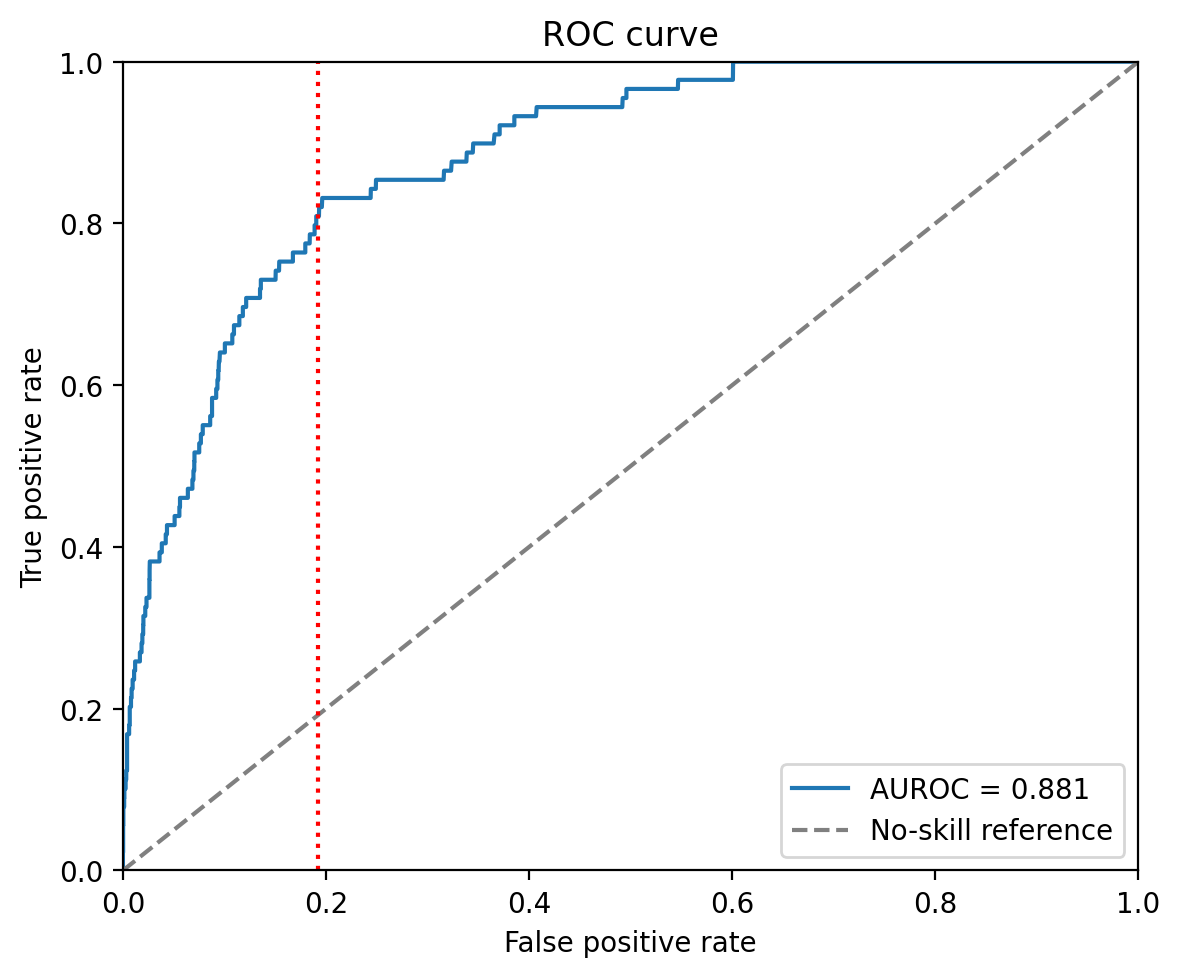 ROC curve
1.0
0.8
0.6
0.4
0.2
0.0
True positive rate
0.0 0.2 0.4 0.6 0.8 1.0
False positive rate
AUROC = 0.881
No-skill reference